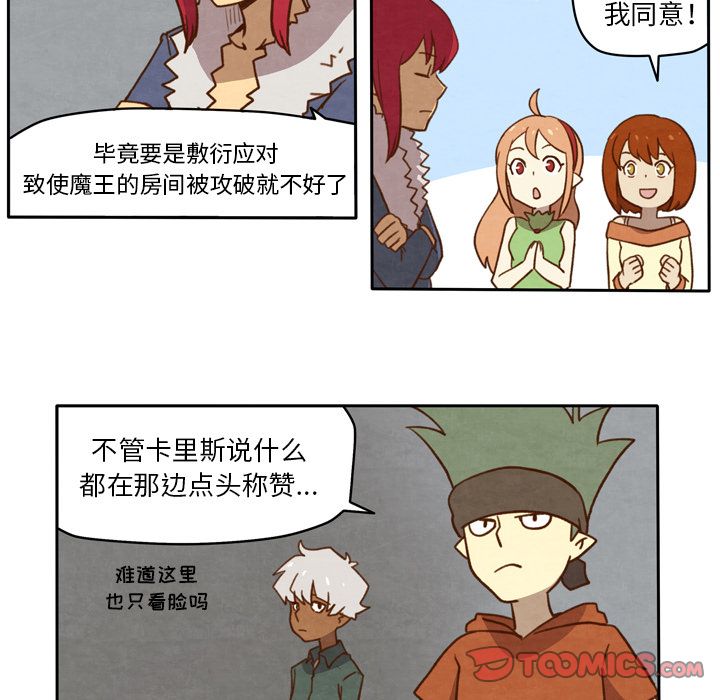 毕竟要是敷衍应对
致使魔王的房间被攻破就不好了
我同意！
不管卡里斯说什么
都在那边点头称赞...
难道这里
也只看脸吗
TOOMICS.COM